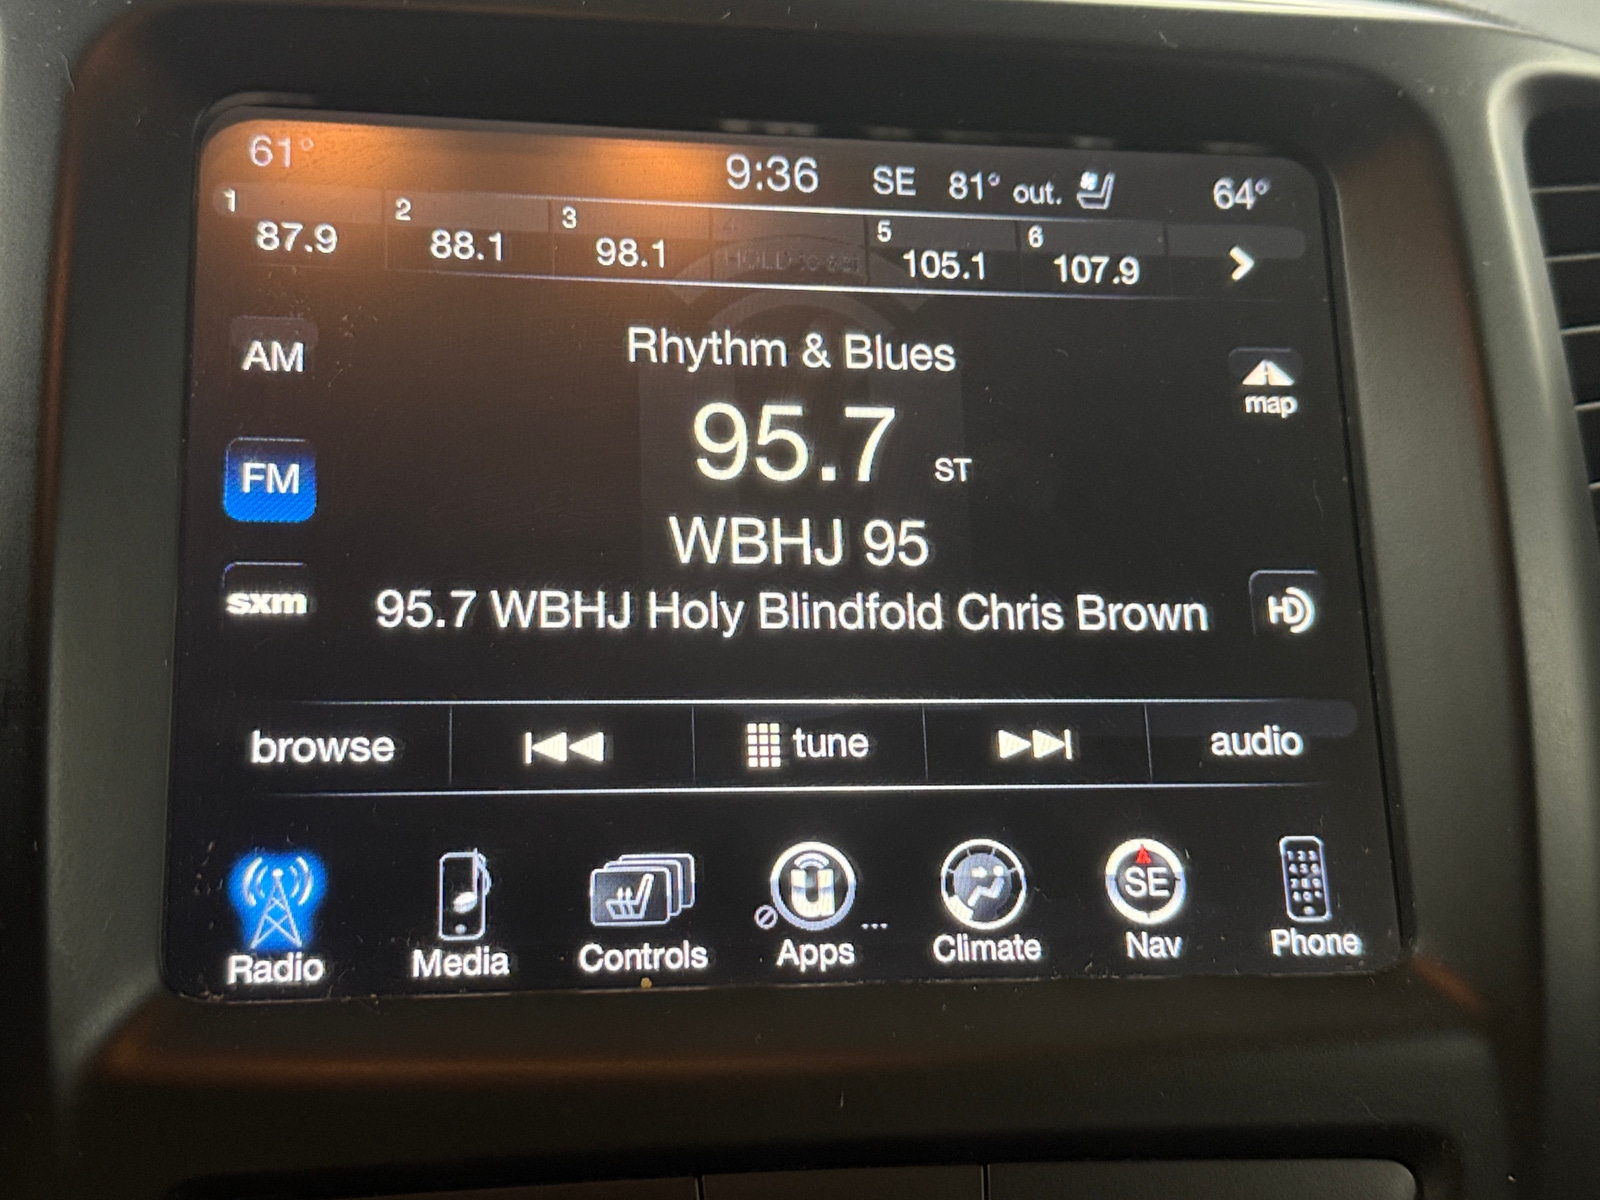 61° 9:36 SE 81° out. 64°
1 2 3 4 5 6
87.9 88.1 98.1 105.1 107.9
AM
Rhythm & Blues
map
FM
95.7 ST
WBHJ 95
sxm
95.7 WBHJ Holy Blindfold Chris Brown
HD
browse tune audio
SE
Radio Media Controls Apps ... Climate Nav Phone